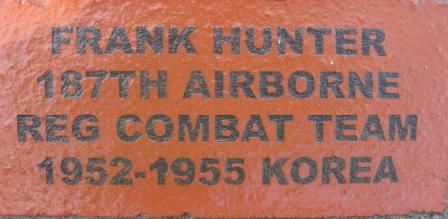 FRANK HUNTER
187TH AIRBORNE
REG COMBAT TEAM
1952-1955 KOREA